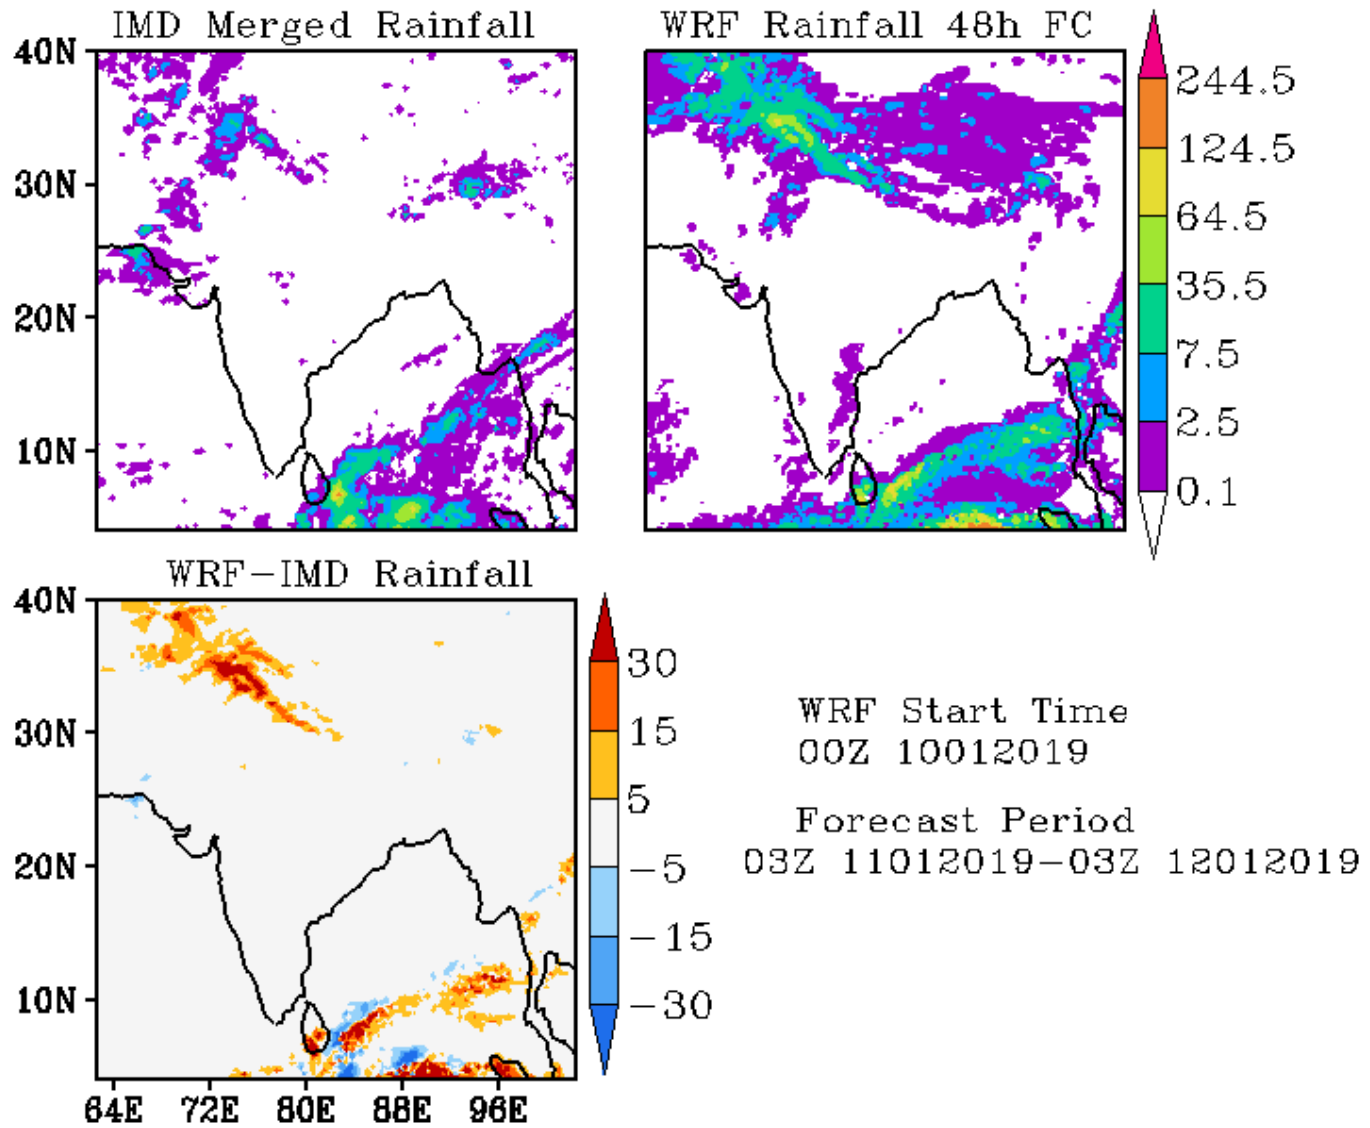 IMD Merged Rainfall
WRF Rainfall 48h FC
40N
30N
20N
10N
244.5
124.5
64.5
35.5
7.5
2.5
0.1
WRF-IMD Rainfall
40N
30N
20N
10N
64E 72E 80E 88E 96E
30
15
5
-5
-15
-30
WRF Start Time
00Z 10012019
Forecast Period
03Z 11012019-03Z 12012019